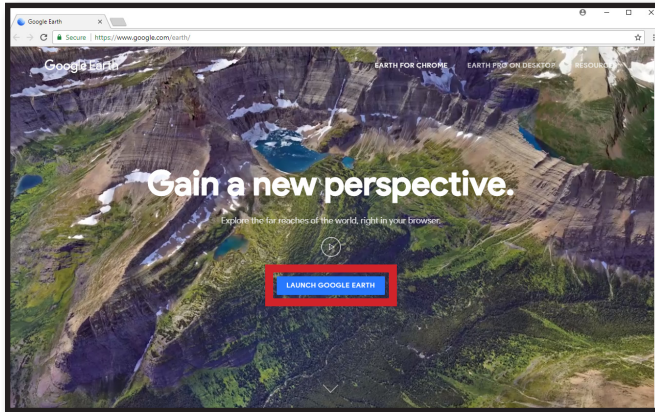 Google Earth
Secure | https://www.google.com/earth/
Google Earth EARTH FOR CHROME EARTH PRO ON DESKTOP
Gain a new perspective.
Explore the far reaches of the world, right in your browser.
LAUNCH GOOGLE EARTH